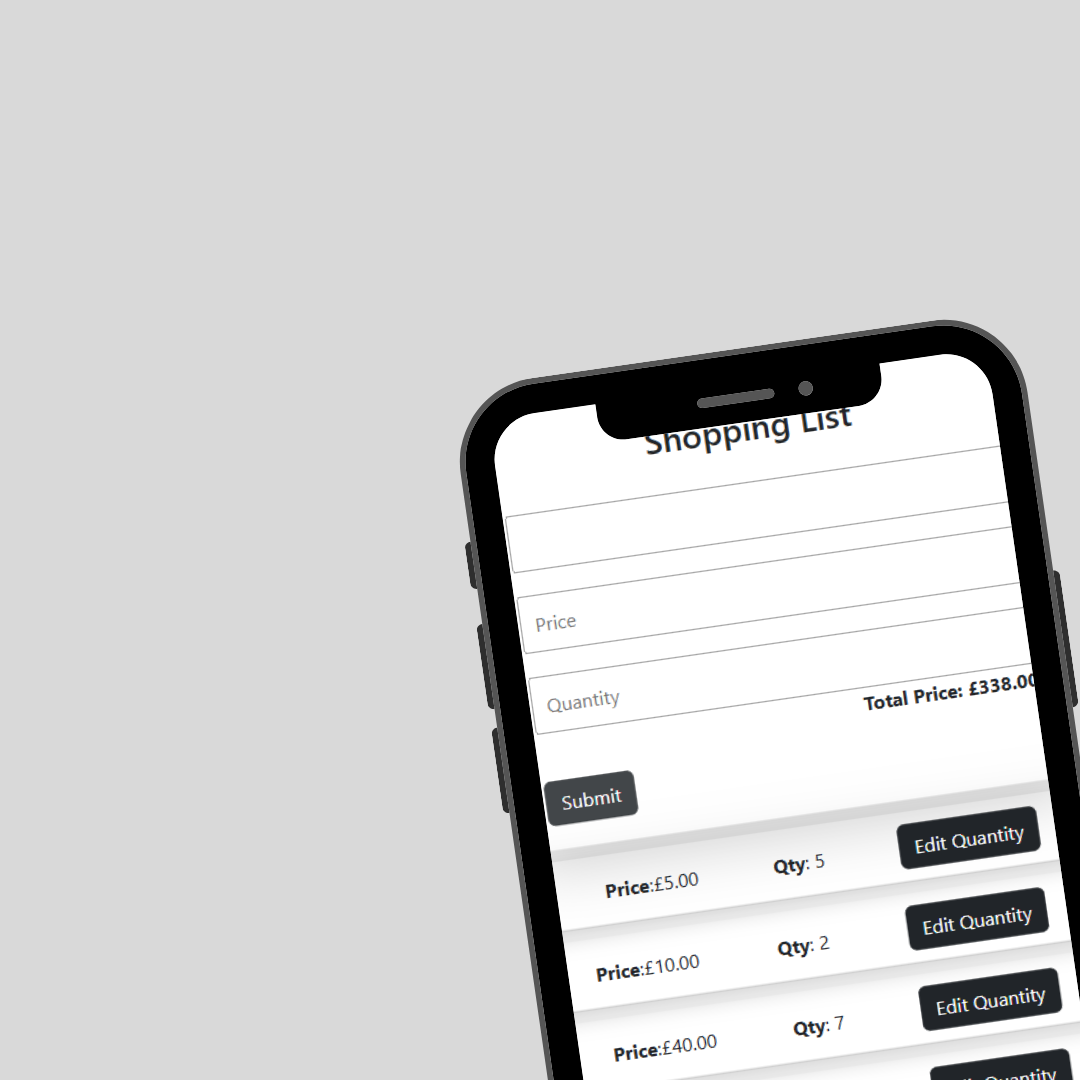 Shopping List
Price
Quantity
Total Price: £338.00
Submit
Price:£5.00 Qty: 5 Edit Quantity
Price:£10.00 Qty: 2 Edit Quantity
Price:£40.00 Qty: 7 Edit Quantity
Edit Quantity